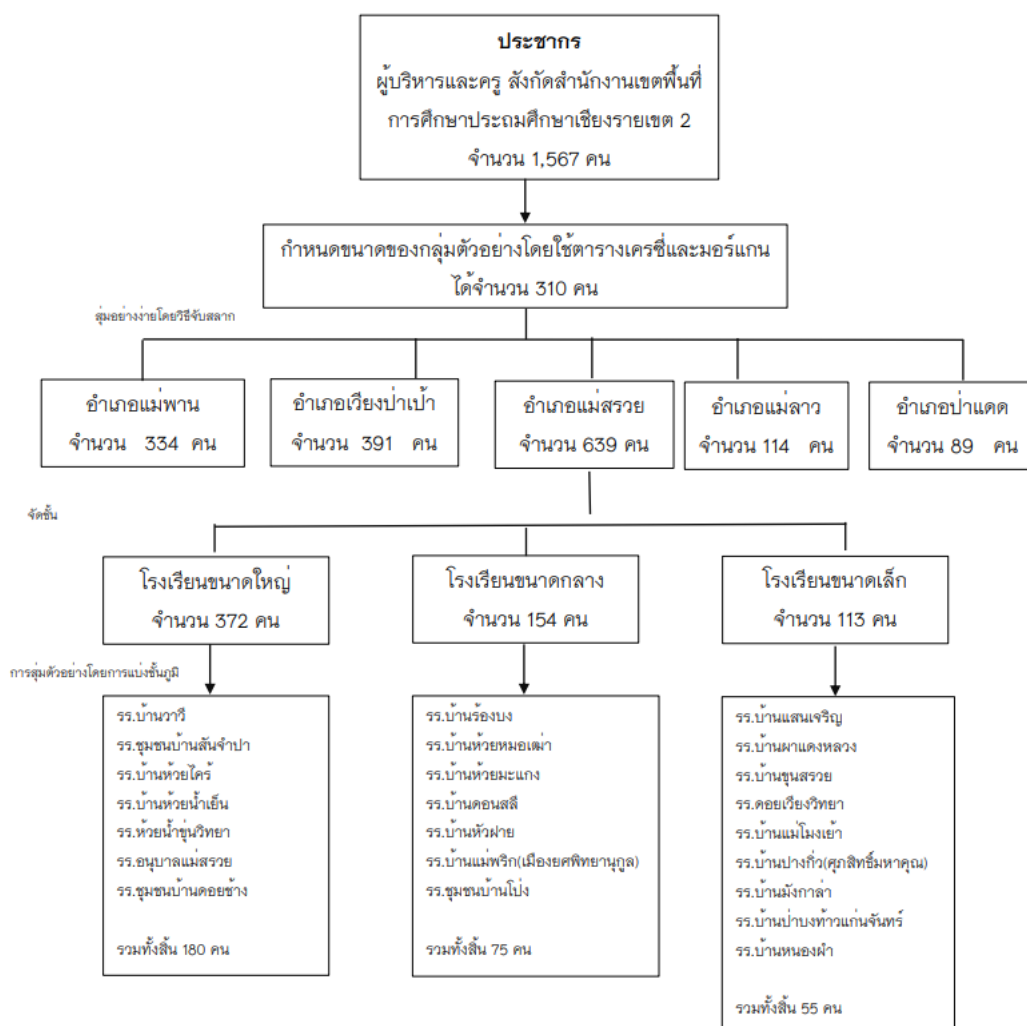 ประชากร
ผู้บริหารและครู สังกัดสำนักงานเขตพื้นที่
การศึกษาประถมศึกษาเชียงรายเขต 2
จำนวน 1,567 คน
กำหนดขนาดของกลุ่มตัวอย่างโดยใช้ตารางเครซี่และมอร์แกน
ได้จำนวน 310 คน
สุ่มอย่างง่ายโดยวิธีจับสลาก
อำเภอแม่พาน
จำนวน 334 คน
อำเภอเวียงป่าเป้า
จำนวน 391 คน
อำเภอแม่สรวย
จำนวน 639 คน
อำเภอแม่ลาว
จำนวน 114 คน
อำเภอป่าแดด
จำนวน 89 คน
จัดชั้น
โรงเรียนขนาดใหญ่
จำนวน 372 คน
โรงเรียนขนาดกลาง
จำนวน 154 คน
โรงเรียนขนาดเล็ก
จำนวน 113 คน
การสุ่มตัวอย่างโดยการแบ่งชั้นภูมิ
รร.บ้านวาวี
รร.ชุมชนบ้านสันจำปา
รร.บ้านห้วยไคร้
รร.บ้านห้วยน้ำเย็น
รร.ห้วยน้ำขุ่นวิทยา
รร.อนุบาลแม่สรวย
รร.ชุมชนบ้านดอยช้าง
รวมทั้งสิ้น 180 คน
รร.บ้านร้องบง
รร.บ้านห้วยหมอเฒ่า
รร.บ้านห้วยมะแกง
รร.บ้านดอนสลี
รร.บ้านหัวฝาย
รร.บ้านแม่พริก(เมืองยศพิทยานุกูล)
รร.ชุมชนบ้านโป่ง
รวมทั้งสิ้น 75 คน
รร.บ้านแสนเจริญ
รร.บ้านผาแดงหลวง
รร.บ้านขุนสรวย
รร.ดอยเวียงวิทยา
รร.บ้านแม่โมงเย้า
รร.บ้านปางกิ่ว(ศุภสิทธิ์มหาคุณ)
รร.บ้านมังกาล่า
รร.บ้านป่าบงท้าวแก่นจันทร์
รร.บ้านหนองผำ
รวมทั้งสิ้น 55 คน